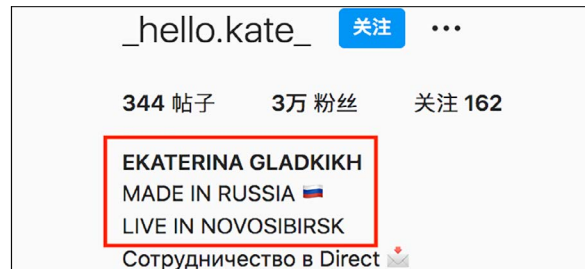 _hello.kate_ 关注 •••
344 帖子 3万 粉丝 关注 162
EKATERINA GLADKIKH
MADE IN RUSSIA 🇷🇺
LIVE IN NOVOSIBIRSK
Сотрудничество в Direct 📩